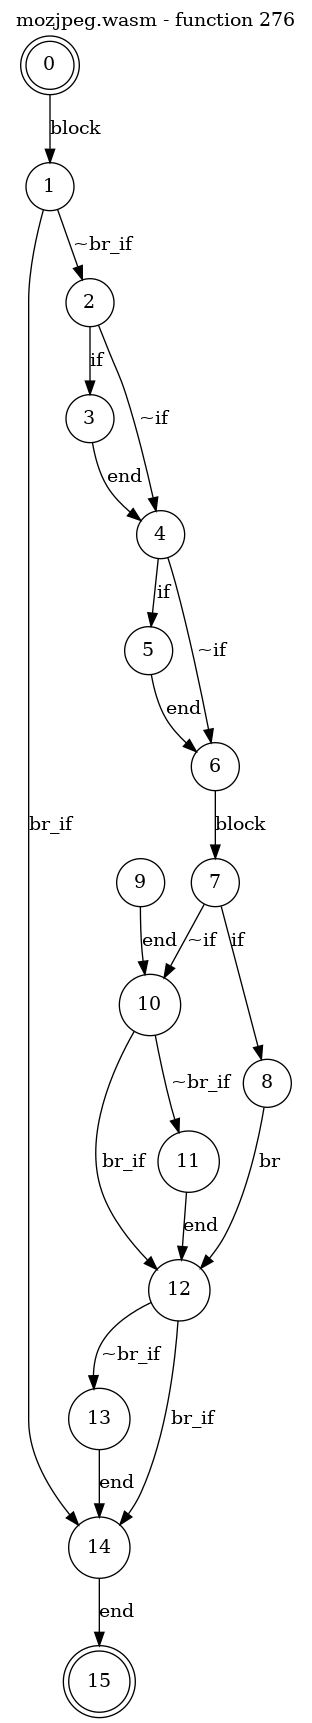 mozjpeg.wasm - function 276
0
block
1
~br_if
2
if
3
~if
end
4
if
5
~if
end
6
br_if
block
9
7
end
~if
if
10
8
~br_if
br_if
11
br
end
12
~br_if
13
br_if
end
14
end
15